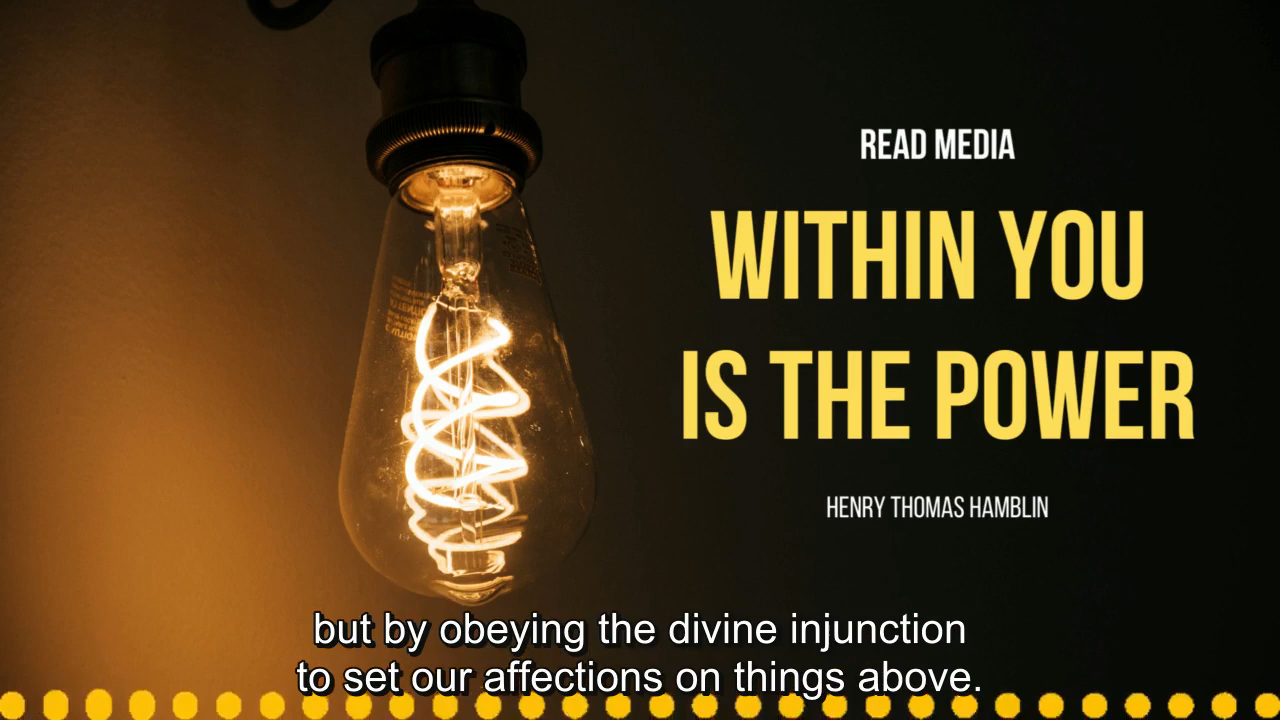 READ MEDIA
WITHIN YOU
IS THE POWER
HENRY THOMAS HAMBLIN
but by obeying the divine injunction
to set our affections on things above.